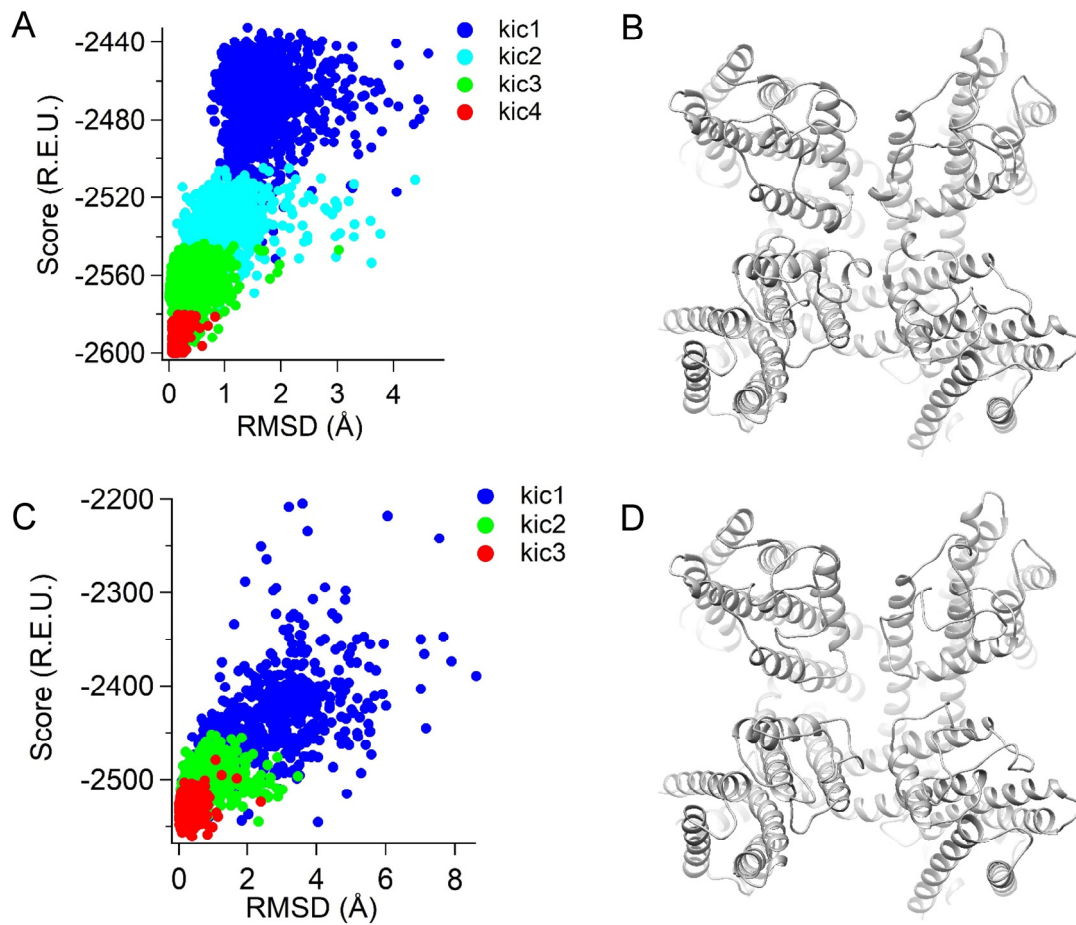 A
Score (R.E.U.)
-2440
-2480
-2520
-2560
-2600
0
1
2
3
4
RMSD (Å)
kic1
kic2
kic3
kic4
B
C
Score (R.E.U.)
-2200
-2300
-2400
-2500
0
2
4
6
8
RMSD (Å)
kic1
kic2
kic3
D